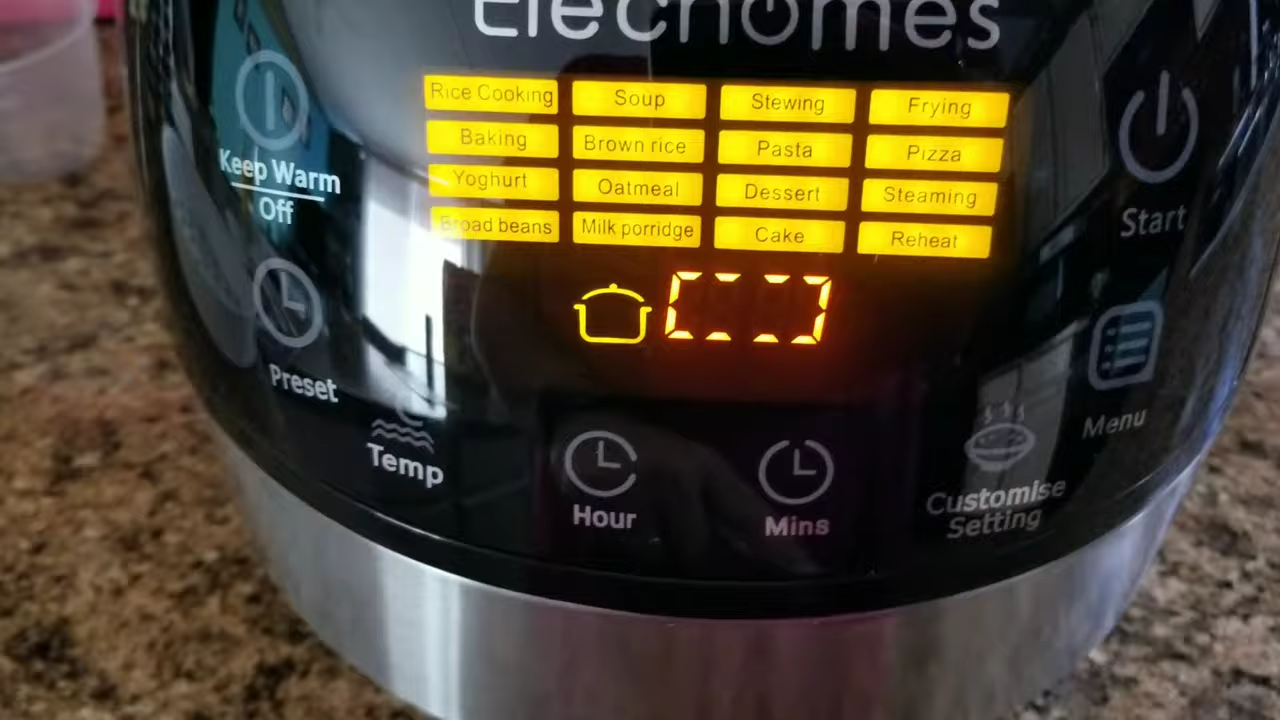 Elechomes
Rice Cooking Soup Stewing Frying
Baking Brown rice Pasta Pizza
Yoghurt Oatmeal Dessert Steaming
Broad beans Milk porridge Cake Reheat
Keep Warm
Off
Start
Preset
Menu
Temp
Hour
Mins
Customise
Setting